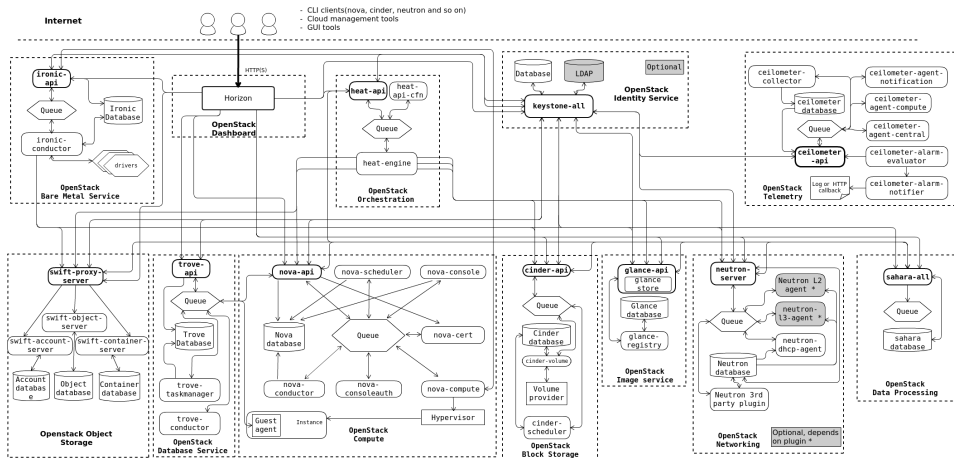 Internet
- CLI clients(nova, cinder, neutron and so on)
- Cloud management tools
- GUI tools
HTTP(S)
ironic-
api
Queue
Ironic
Database
ironic-
conductor
drivers
OpenStack
Bare Metal Service
Horizon
OpenStack
Dashboard
heat-api
heat-
api-cfn
Queue
heat-engine
OpenStack
Orchestration
Database
LDAP
Optional
keystone-all
OpenStack
Identity Service
ceilometer-
collector
ceilometer-agent-
notification
ceilometer
database
ceilometer-
agent-compute
Queue
ceilometer-
agent-central
ceilometer
-api
ceilometer-alarm-
evaluator
Log or HTTP
callback
ceilometer-alarm-
notifier
OpenStack
Telemetry
swift-proxy-
server
swift-object-
server
swift-account-
server
swift-container-
server
Account
databas
e
Object
database
Container
database
Openstack Object
Storage
trove-
api
Queue
Trove
Database
trove-
taskmanager
trove-
conductor
OpenStack
Database Service
nova-api
nova-scheduler
nova-console
Nova
database
Queue
nova-cert
nova-
conductor
nova-
consoleauth
nova-compute
Hypervisor
Guest
agent
Instance
OpenStack
Compute
cinder-api
Queue
Cinder
database
cinder-volume
Volume
provider
cinder-
scheduler
OpenStack
Block Storage
glance-api
glance
store
Glance
database
glance-
registry
OpenStack
Image service
neutron-
server
Neutron L2
agent *
Queue
neutron-
l3-agent *
neutron-
dhcp-agent
Neutron
database
Neutron 3rd
party plugin
OpenStack
Networking
Optional, depends
on plugin *
sahara-all
Queue
sahara
database
OpenStack
Data Processing